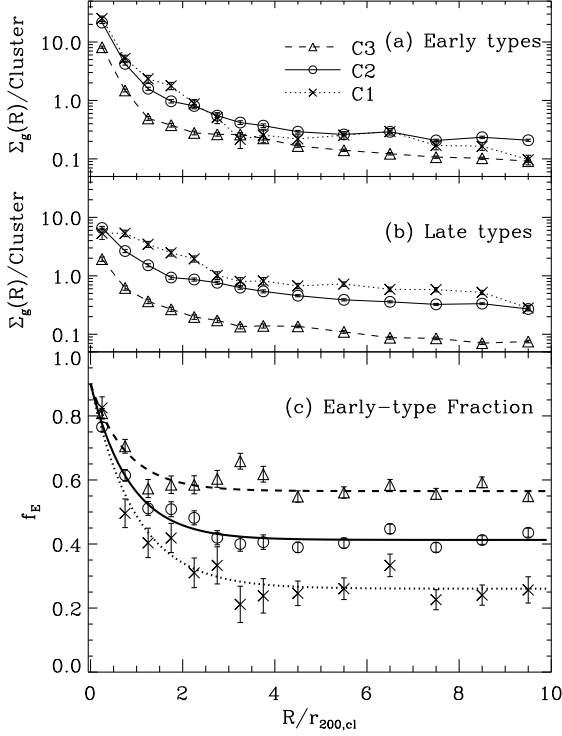 (a) Early types
C3
C2
C1
Σg(R)/Cluster
10.0
1.0
0.1
(b) Late types
Σg(R)/Cluster
10.0
1.0
0.1
(c) Early−type Fraction
fE
1.0
0.8
0.6
0.4
0.2
0.0
0 2 4 6 8 10
R/r200,cl